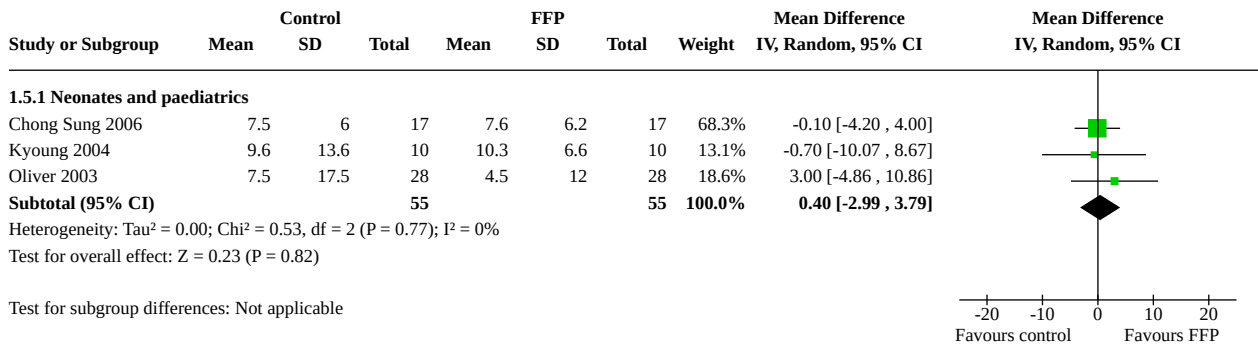 Control FFP Mean Difference Mean Difference
Study or Subgroup Mean SD Total Mean SD Total Weight IV, Random, 95% CI IV, Random, 95% CI
1.5.1 Neonates and paediatrics
Chong Sung 2006 7.5 6 17 7.6 6.2 17 68.3% -0.10 [-4.20 , 4.00]
Kyoung 2004 9.6 13.6 10 10.3 6.6 10 13.1% -0.70 [-10.07 , 8.67]
Oliver 2003 7.5 17.5 28 4.5 12 28 18.6% 3.00 [-4.86 , 10.86]
Subtotal (95% CI) 55 55 100.0% 0.40 [-2.99 , 3.79]
Heterogeneity: Tau² = 0.00; Chi² = 0.53, df = 2 (P = 0.77); I² = 0%
Test for overall effect: Z = 0.23 (P = 0.82)
Test for subgroup differences: Not applicable
-20 -10 0 10 20
Favours control Favours FFP